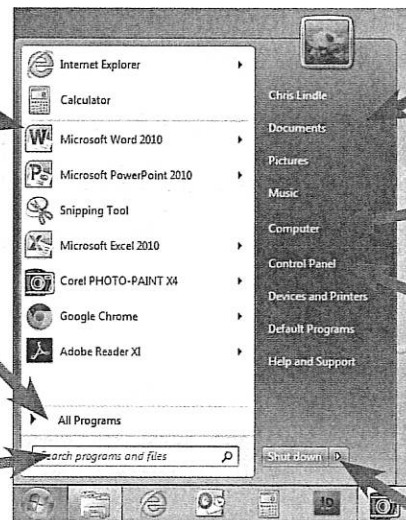 Internet Explorer
Calculator
Microsoft Word 2010
Microsoft PowerPoint 2010
Snipping Tool
Microsoft Excel 2010
Corel PHOTO-PAINT X4
Google Chrome
Adobe Reader XI
All Programs
Search programs and files
Chris Lindle
Documents
Pictures
Music
Computer
Control Panel
Devices and Printers
Default Programs
Help and Support
Shut down